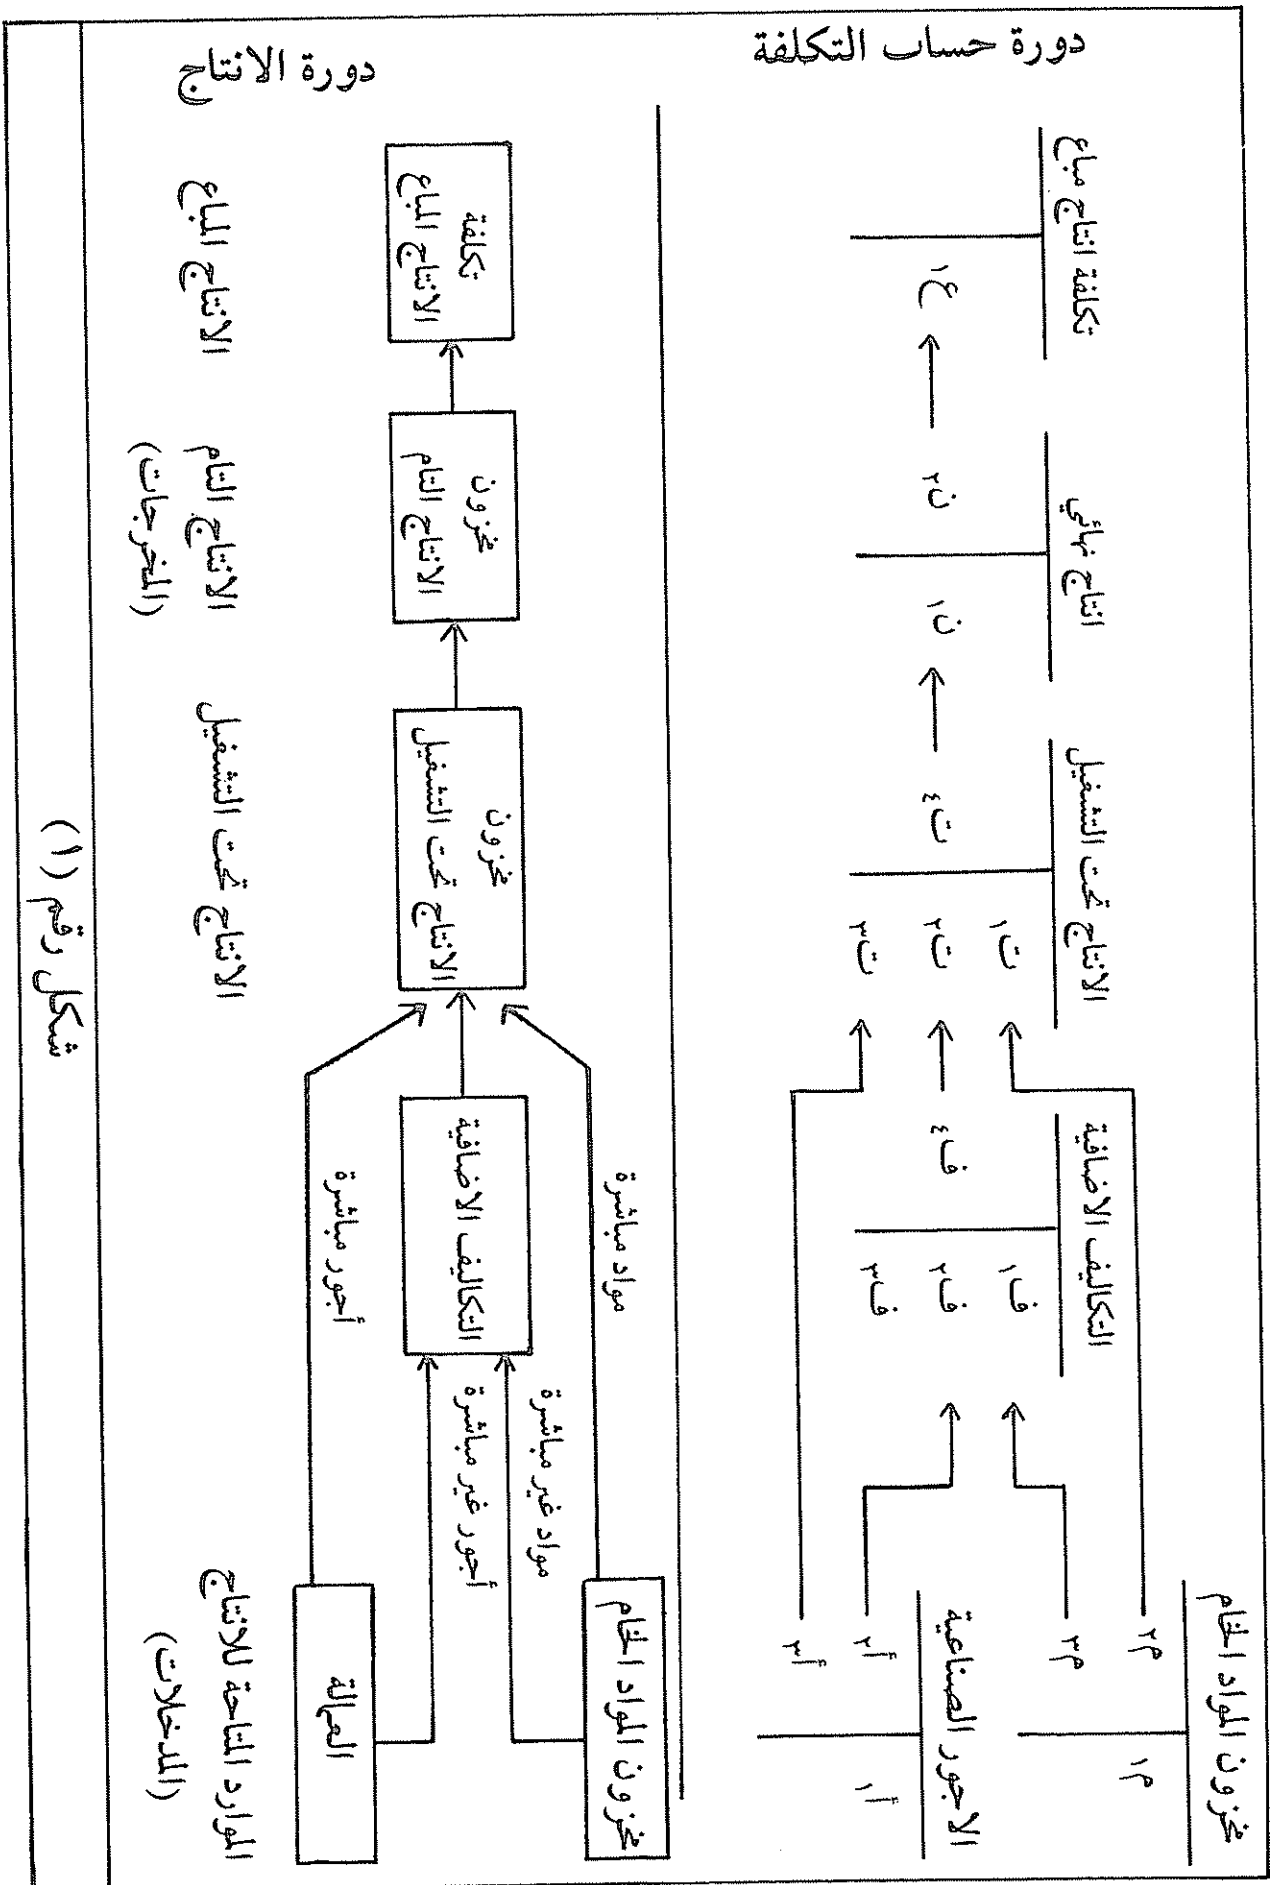 دورة حساب التكلفة
مخزون المواد الخام
م١
م٢
م٣
الاجور الصناعية
أ١
أ٢
أ٣
التكاليف الاضافية
ف١
ف٢
ف٣
ف٤
الانتاج تحت التشغيل
ت١
ت٢
ت٣
ت٤
انتاج نهائي
ن١
ن٢
تكلفة انتاج مباع
ع١
دورة الانتاج
مخزون المواد الخام
العمالة
مواد مباشرة
مواد غير مباشرة
أجور غير مباشرة
أجور مباشرة
التكاليف الاضافية
مخزون
الانتاج تحت التشغيل
مخزون
الانتاج التام
تكلفة
الانتاج المباع
الموارد المتاحة للانتاج
(المدخلات)
الانتاج تحت التشغيل
الانتاج التام
(المخرجات)
الانتاج المباع
شكل رقم (١)